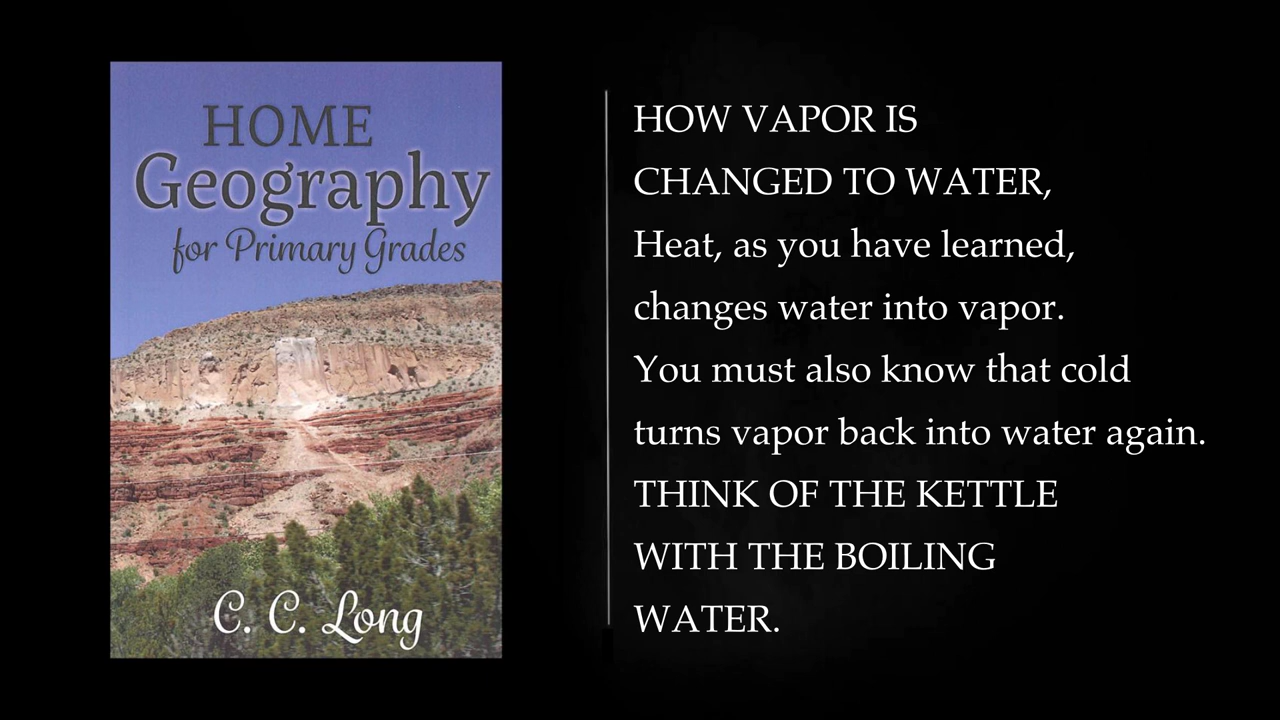 HOME
Geography
for Primary Grades
C. C. Long
HOW VAPOR IS
CHANGED TO WATER,
Heat, as you have learned,
changes water into vapor.
You must also know that cold
turns vapor back into water again.
THINK OF THE KETTLE
WITH THE BOILING
WATER.